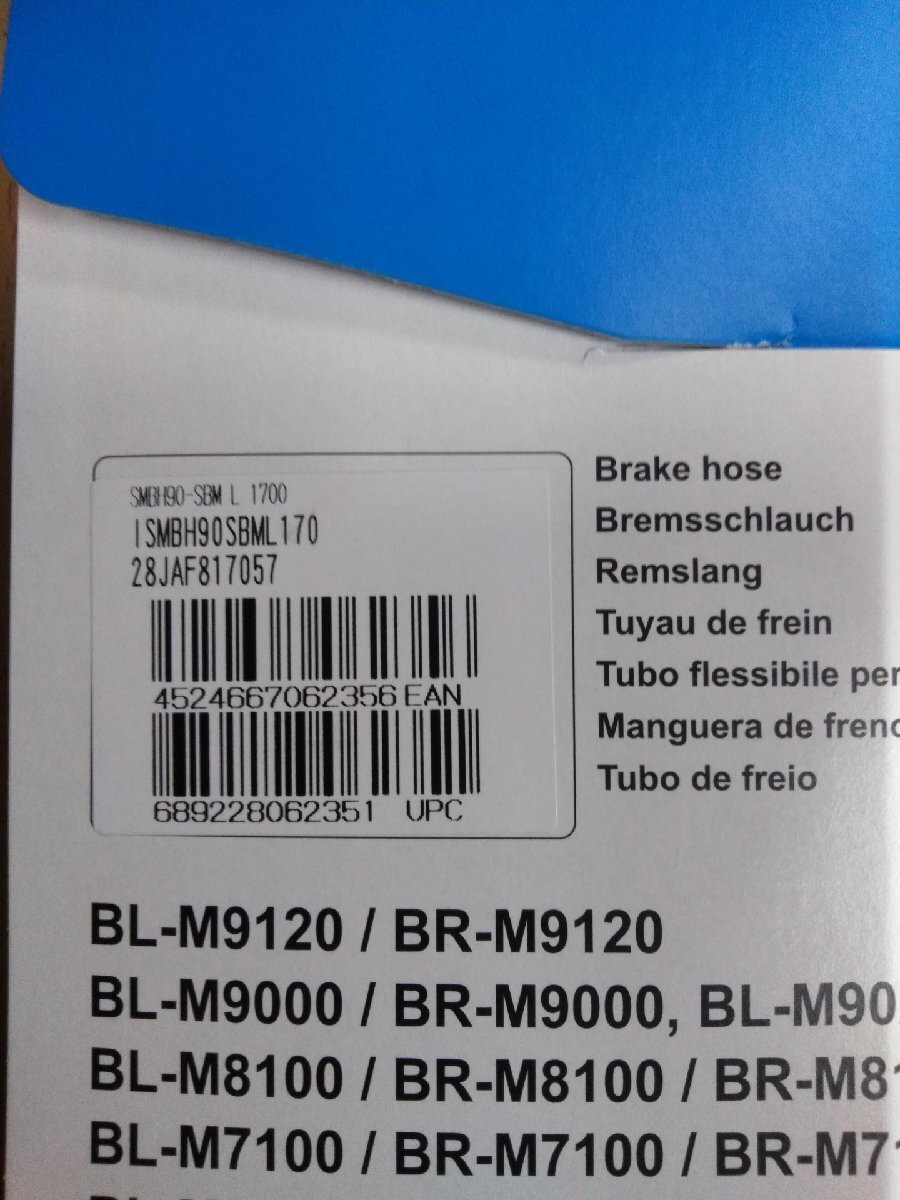 SMBH90-SBM L 1700
ISMBH90SBML170
28JAF817057
4524667062356 EAN
689228062351 UPC
Brake hose
Bremsschlauch
Remslang
Tuyau de frein
Tubo flessibile per
Manguera de freno
Tubo de freio
BL-M9120 / BR-M9120
BL-M9000 / BR-M9000, BL-M90
BL-M8100 / BR-M8100 / BR-M81
BL-M7100 / BR-M7100 / BR-M71